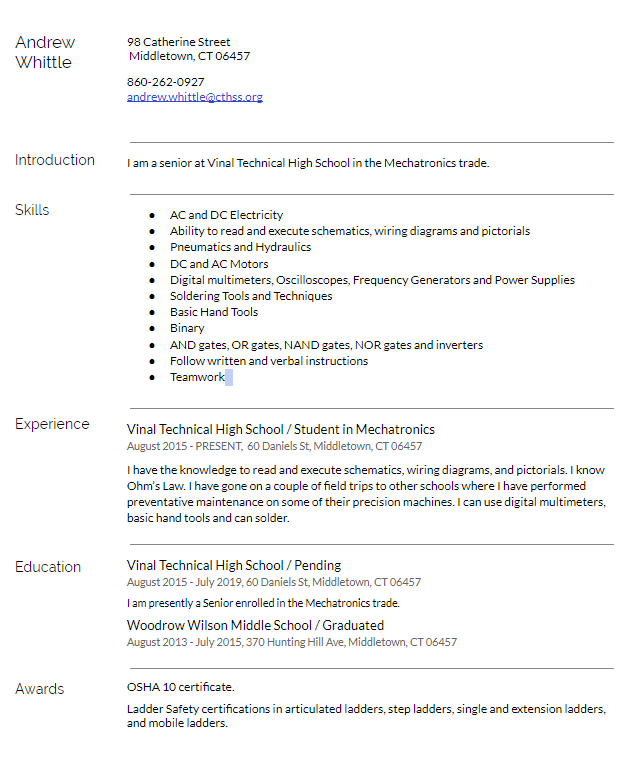 Andrew
Whittle
98 Catherine Street
Middletown, CT 06457
860-262-0927
andrew.whittle@cthss.org
Introduction
I am a senior at Vinal Technical High School in the Mechatronics trade.
Skills
● AC and DC Electricity
● Ability to read and execute schematics, wiring diagrams and pictorials
● Pneumatics and Hydraulics
● DC and AC Motors
● Digital multimeters, Oscilloscopes, Frequency Generators and Power Supplies
● Soldering Tools and Techniques
● Basic Hand Tools
● Binary
● AND gates, OR gates, NAND gates, NOR gates and inverters
● Follow written and verbal instructions
● Teamwork
Experience
Vinal Technical High School / Student in Mechatronics
August 2015 - PRESENT, 60 Daniels St, Middletown, CT 06457
I have the knowledge to read and execute schematics, wiring diagrams, and pictorials. I know
Ohm's Law. I have gone on a couple of field trips to other schools where I have performed
preventative maintenance on some of their precision machines. I can use digital multimeters,
basic hand tools and can solder.
Education
Vinal Technical High School / Pending
August 2015 - July 2019, 60 Daniels St, Middletown, CT 06457
I am presently a Senior enrolled in the Mechatronics trade.
Woodrow Wilson Middle School / Graduated
August 2013 - July 2015, 370 Hunting Hill Ave, Middletown, CT 06457
Awards
OSHA 10 certificate.
Ladder Safety certifications in articulated ladders, step ladders, single and extension ladders,
and mobile ladders.